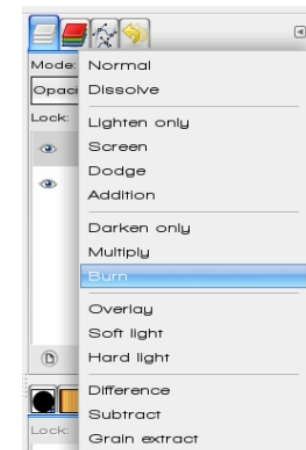 Mode:
Normal
Opaci
Dissolve
Lock:
Lighten only
Screen
Dodge
Addition
Darken only
Multiply
Burn
Overlay
Soft light
Hard light
Difference
Subtract
Lock:
Grain extract